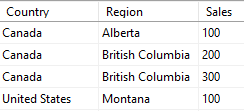 Country Region Sales
Canada Alberta 100
Canada British Columbia 200
Canada British Columbia 300
United States Montana 100